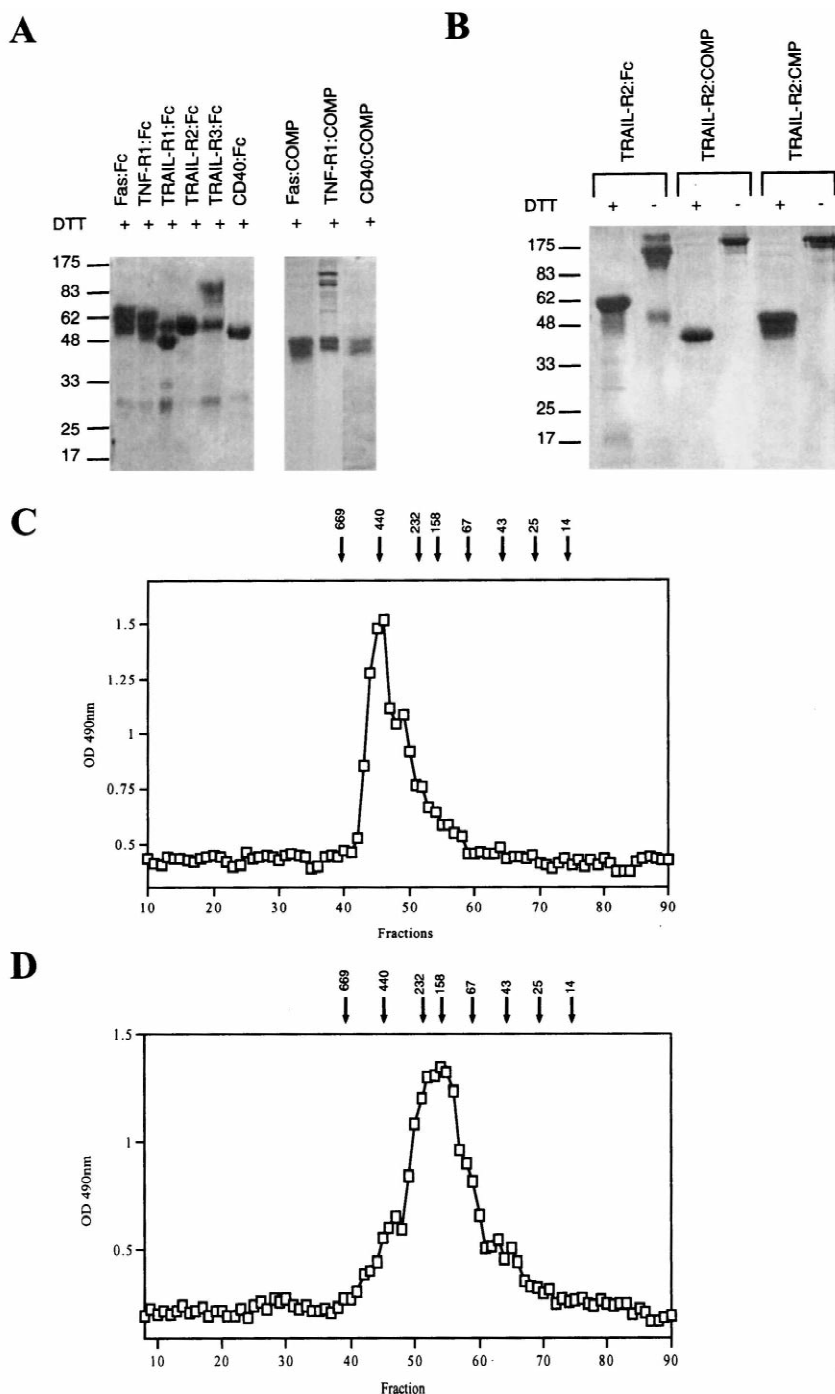 A
Fas:Fc
TNF-R1:Fc
TRAIL-R1:Fc
TRAIL-R2:Fc
TRAIL-R3:Fc
CD40:Fc
DTT + + + + + +
175
83
62
48
33
25
17
Fas:COMP
TNF-R1:COMP
CD40:COMP
+ + +
B
TRAIL-R2:Fc
TRAIL-R2:COMP
TRAIL-R2:CMP
DTT + - + - + -
175
83
62
48
33
25
17
C
669 440 232 158 67 43 25 14
OD 490nm
1.5
1.25
1
0.75
0.5
10 20 30 40 50 60 70 80 90
Fractions
D
669 440 232 158 67 43 25 14
OD 490nm
1.5
1
0.5
10 20 30 40 50 60 70 80 90
Fraction